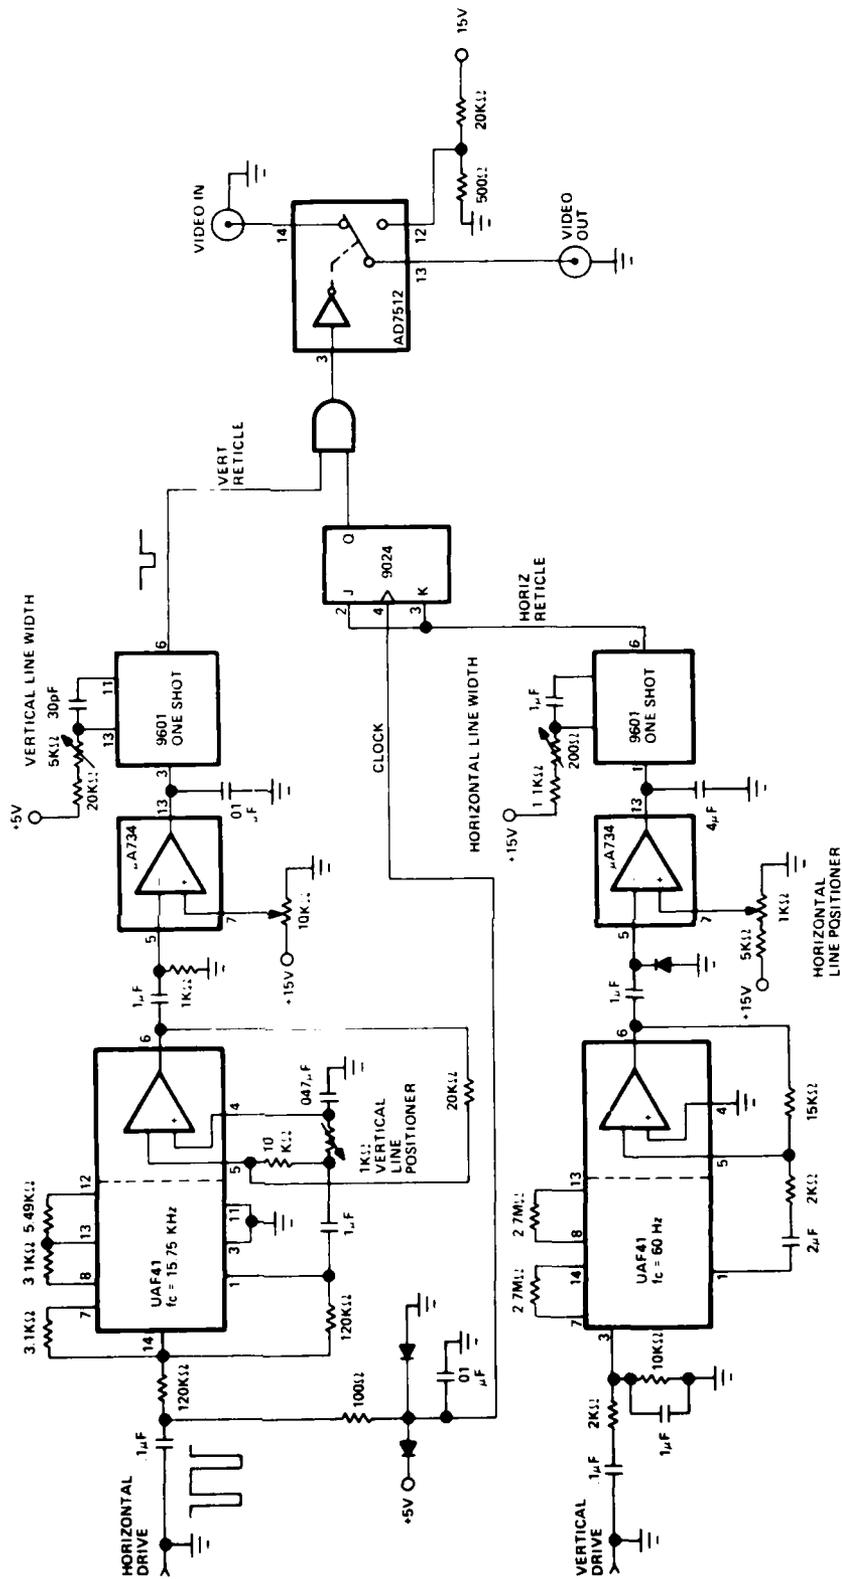 HORIZONTAL
DRIVE
.1µF
120KΩ
3.1KΩ
3 1KΩ
5.49KΩ
14
7
8
13
12
UAF41
fc = 15.75 KHz
1
3
11
5
4
6
120KΩ
1µF
10
KΩ
1KΩ
VERTICAL
LINE
POSITIONER
047µF
20KΩ
100Ω
+5V
01
µF
1µF
1KΩ
5
µA734
7
13
+15V
10KΩ
01
µF
+5V
20KΩ
5KΩ
30pF
VERTICAL LINE WIDTH
13
11
3
9601
ONE SHOT
6
VERT
RETICLE
CLOCK
2
4
3
J
K
Q
9024
HORIZ
RETICLE
3
AD7512
14
12
13
VIDEO IN
VIDEO
OUT
500Ω
20KΩ
15V
VERTICAL
DRIVE
.1µF
2KΩ
1µF
10KΩ
3
7
14
8
13
2 7MΩ
2 7MΩ
UAF41
fc = 60 Hz
1
5
4
6
2µF
2KΩ
15KΩ
1µF
5
µA734
7
13
+15V
5KΩ
1KΩ
HORIZONTAL
LINE POSITIONER
4µF
+15V
1 1KΩ
200Ω
1µF
HORIZONTAL LINE WIDTH
1
9601
ONE SHOT
6